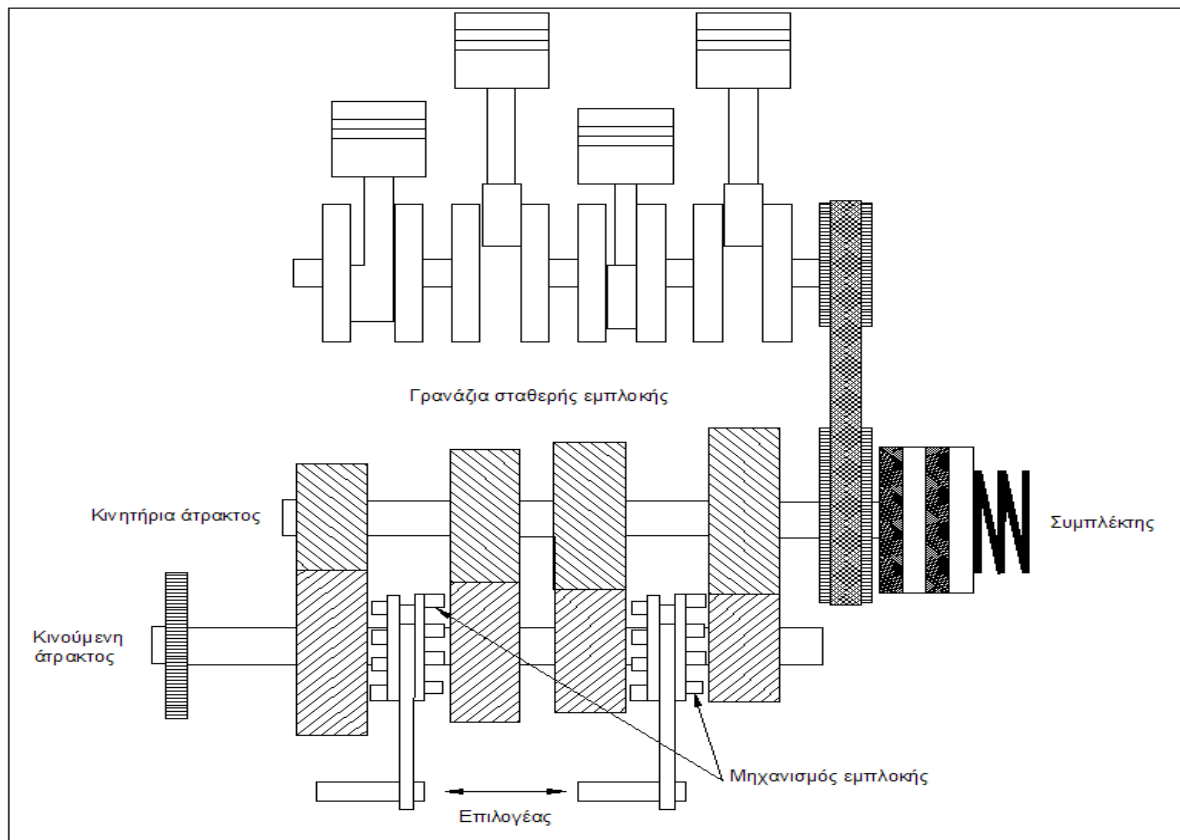 Γρανάζια σταθερής εμπλοκής
Κινητήρια άτρακτος
Συμπλέκτης
Κινούμενη
άτρακτος
Μηχανισμός εμπλοκής
Επιλογέας